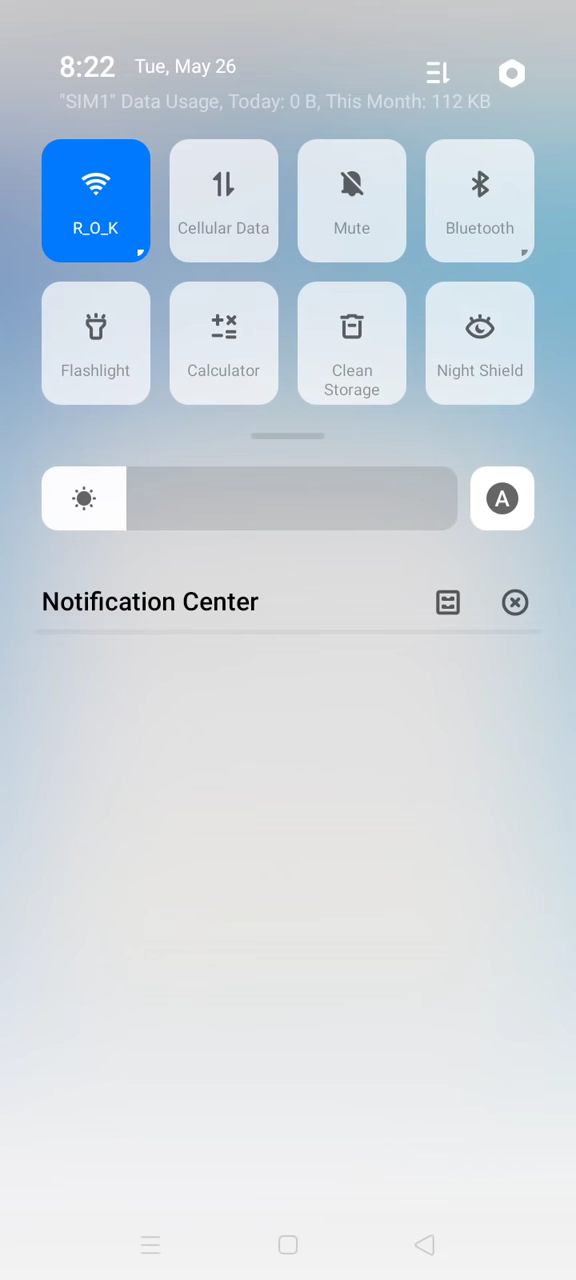 8:22 Tue, May 26
"SIM1" Data Usage, Today: 0 B, This Month: 112 KB
R_O_K
Cellular Data
Mute
Bluetooth
Flashlight
Calculator
Clean
Storage
Night Shield
A
Notification Center